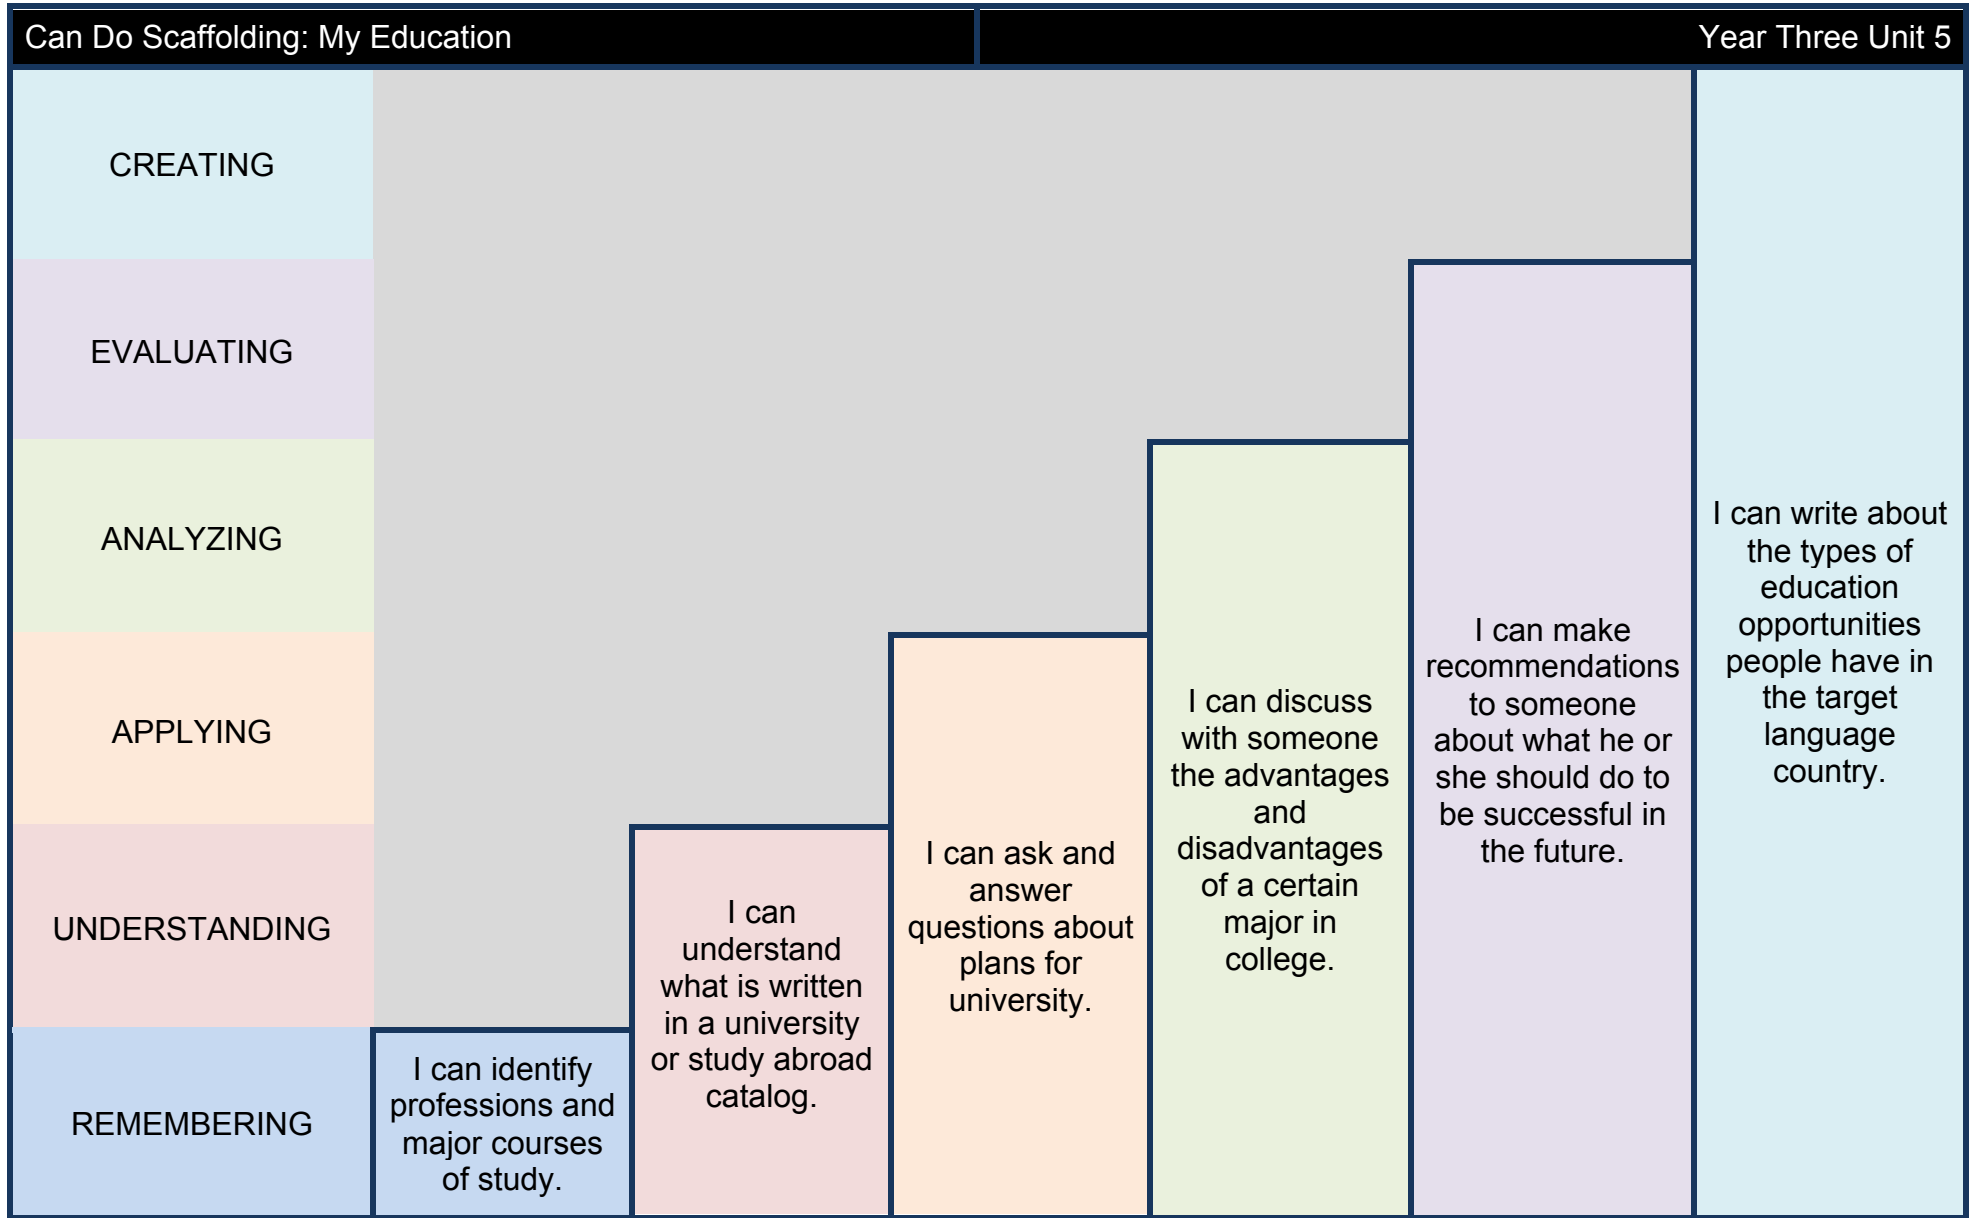 Can Do Scaffolding: My Education
Year Three Unit 5
CREATING
EVALUATING
ANALYZING
APPLYING
UNDERSTANDING
REMEMBERING
I can identify
professions and
major courses
of study.
I can
understand
what is written
in a university
or study abroad
catalog.
I can ask and
answer
questions about
plans for
university.
I can discuss
with someone
the advantages
and
disadvantages
of a certain
major in
college.
I can make
recommendations
to someone
about what he or
she should do to
be successful in
the future.
I can write about
the types of
education
opportunities
people have in
the target
language
country.